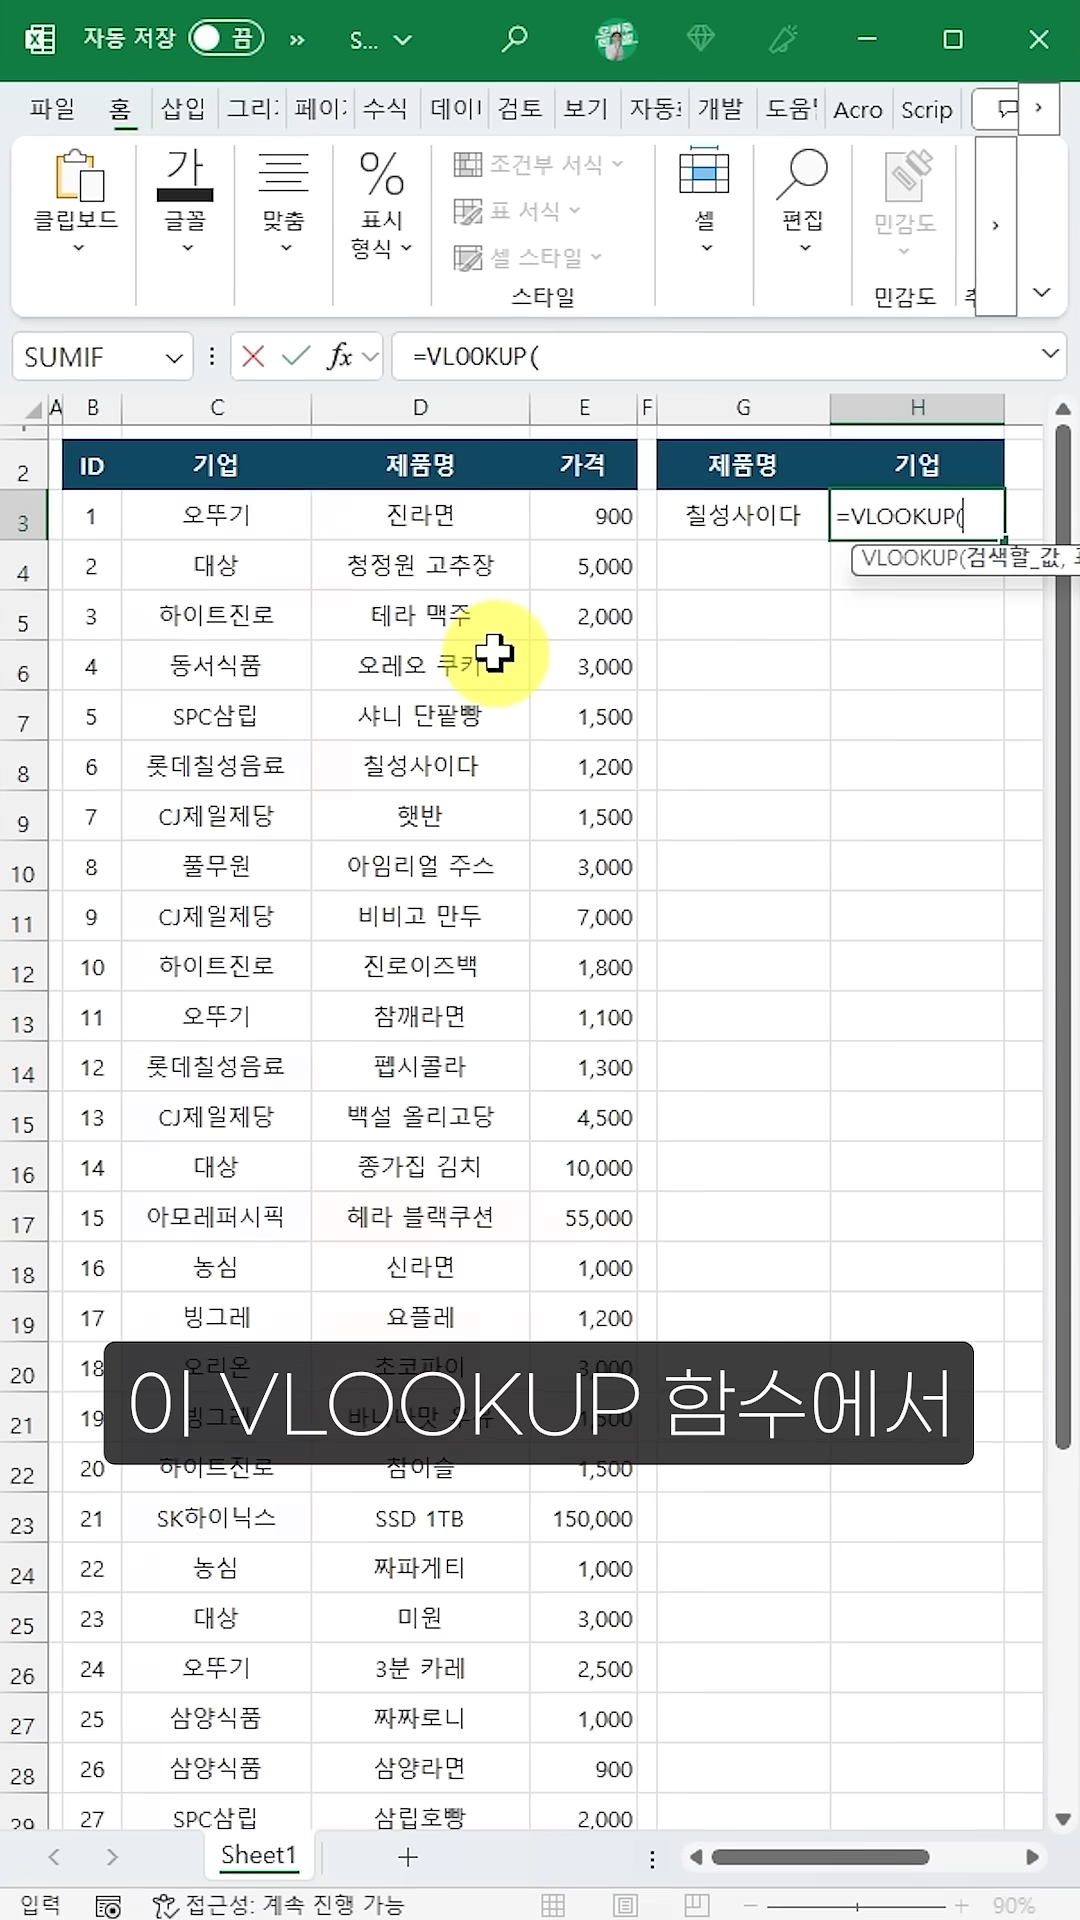 자동 저장 끔 » S...
파일 홈 삽입 수식 검토 보기 개발 Acro Scrip
클립보드 가 글꼴 맞춤 % 표시 형식 조건부 서식 표 서식 셀 스타일 스타일 셀 편집 민감도 민감도
SUMIF fx =VLOOKUP(
A B C D E F G H
2 ID 기업 제품명 가격 제품명 기업
3 1 오뚜기 진라면 900 칠성사이다 =VLOOKUP(
VLOOKUP(검색할_값,
4 2 대상 청정원 고추장 5,000
5 3 하이트진로 테라 맥주 2,000
6 4 동서식품 오레오 쿠키 3,000
7 5 SPC삼립 샤니 단팥빵 1,500
8 6 롯데칠성음료 칠성사이다 1,200
9 7 CJ제일제당 햇반 1,500
10 8 풀무원 아임리얼 주스 3,000
11 9 CJ제일제당 비비고 만두 7,000
12 10 하이트진로 진로이즈백 1,800
13 11 오뚜기 참깨라면 1,100
14 12 롯데칠성음료 펩시콜라 1,300
15 13 CJ제일제당 백설 올리고당 4,500
16 14 대상 종가집 김치 10,000
17 15 아모레퍼시픽 헤라 블랙쿠션 55,000
18 16 농심 신라면 1,000
19 17 빙그레 요플레 1,200
20 18 오리온 초코파이 3,000
21 19 빙그레 1,500
이 VLOOKUP 함수에서
22 20 하이트진로 참이슬 1,500
23 21 SK하이닉스 SSD 1TB 150,000
24 22 농심 짜파게티 1,000
25 23 대상 미원 3,000
26 24 오뚜기 3분 카레 2,500
27 25 삼양식품 짜짜로니 1,000
28 26 삼양식품 삼양라면 900
29 27 SPC삼립 삼립호빵 2,000
Sheet1
입력 접근성: 계속 진행 가능 90%